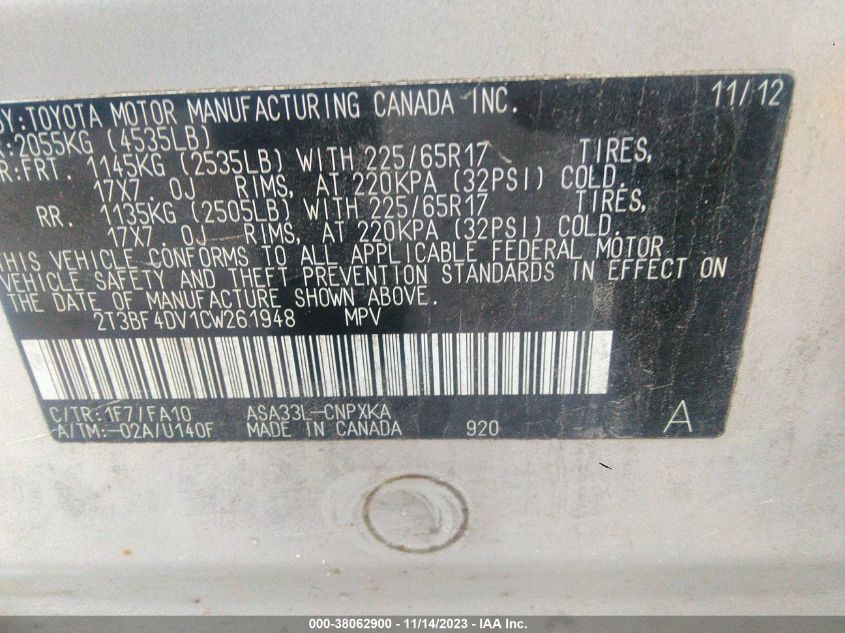 BY:TOYOTA MOTOR MANUFACTURING CANADA INC. 11/12
:2055KG (4535LB)
R:FRT. 1145KG (2535LB) WITH 225/65R17 TIRES,
17X7.0J RIMS, AT 220KPA (32PSI) COLD.
RR. 1135KG (2505LB) WITH 225/65R17 TIRES,
17X7.0J RIMS, AT 220KPA (32PSI) COLD.
THIS VEHICLE CONFORMS TO ALL APPLICABLE FEDERAL MOTOR
VEHICLE SAFETY AND THEFT PREVENTION STANDARDS IN EFFECT ON
THE DATE OF MANUFACTURE SHOWN ABOVE.
2T3BF4DV1CW261948 MPV
C/TR:1F7/FA10 ASA33L-CNPXKA
A/TM:-02A/U140F MADE IN CANADA 920 A
000-38062900 - 11/14/2023 - IAA Inc.